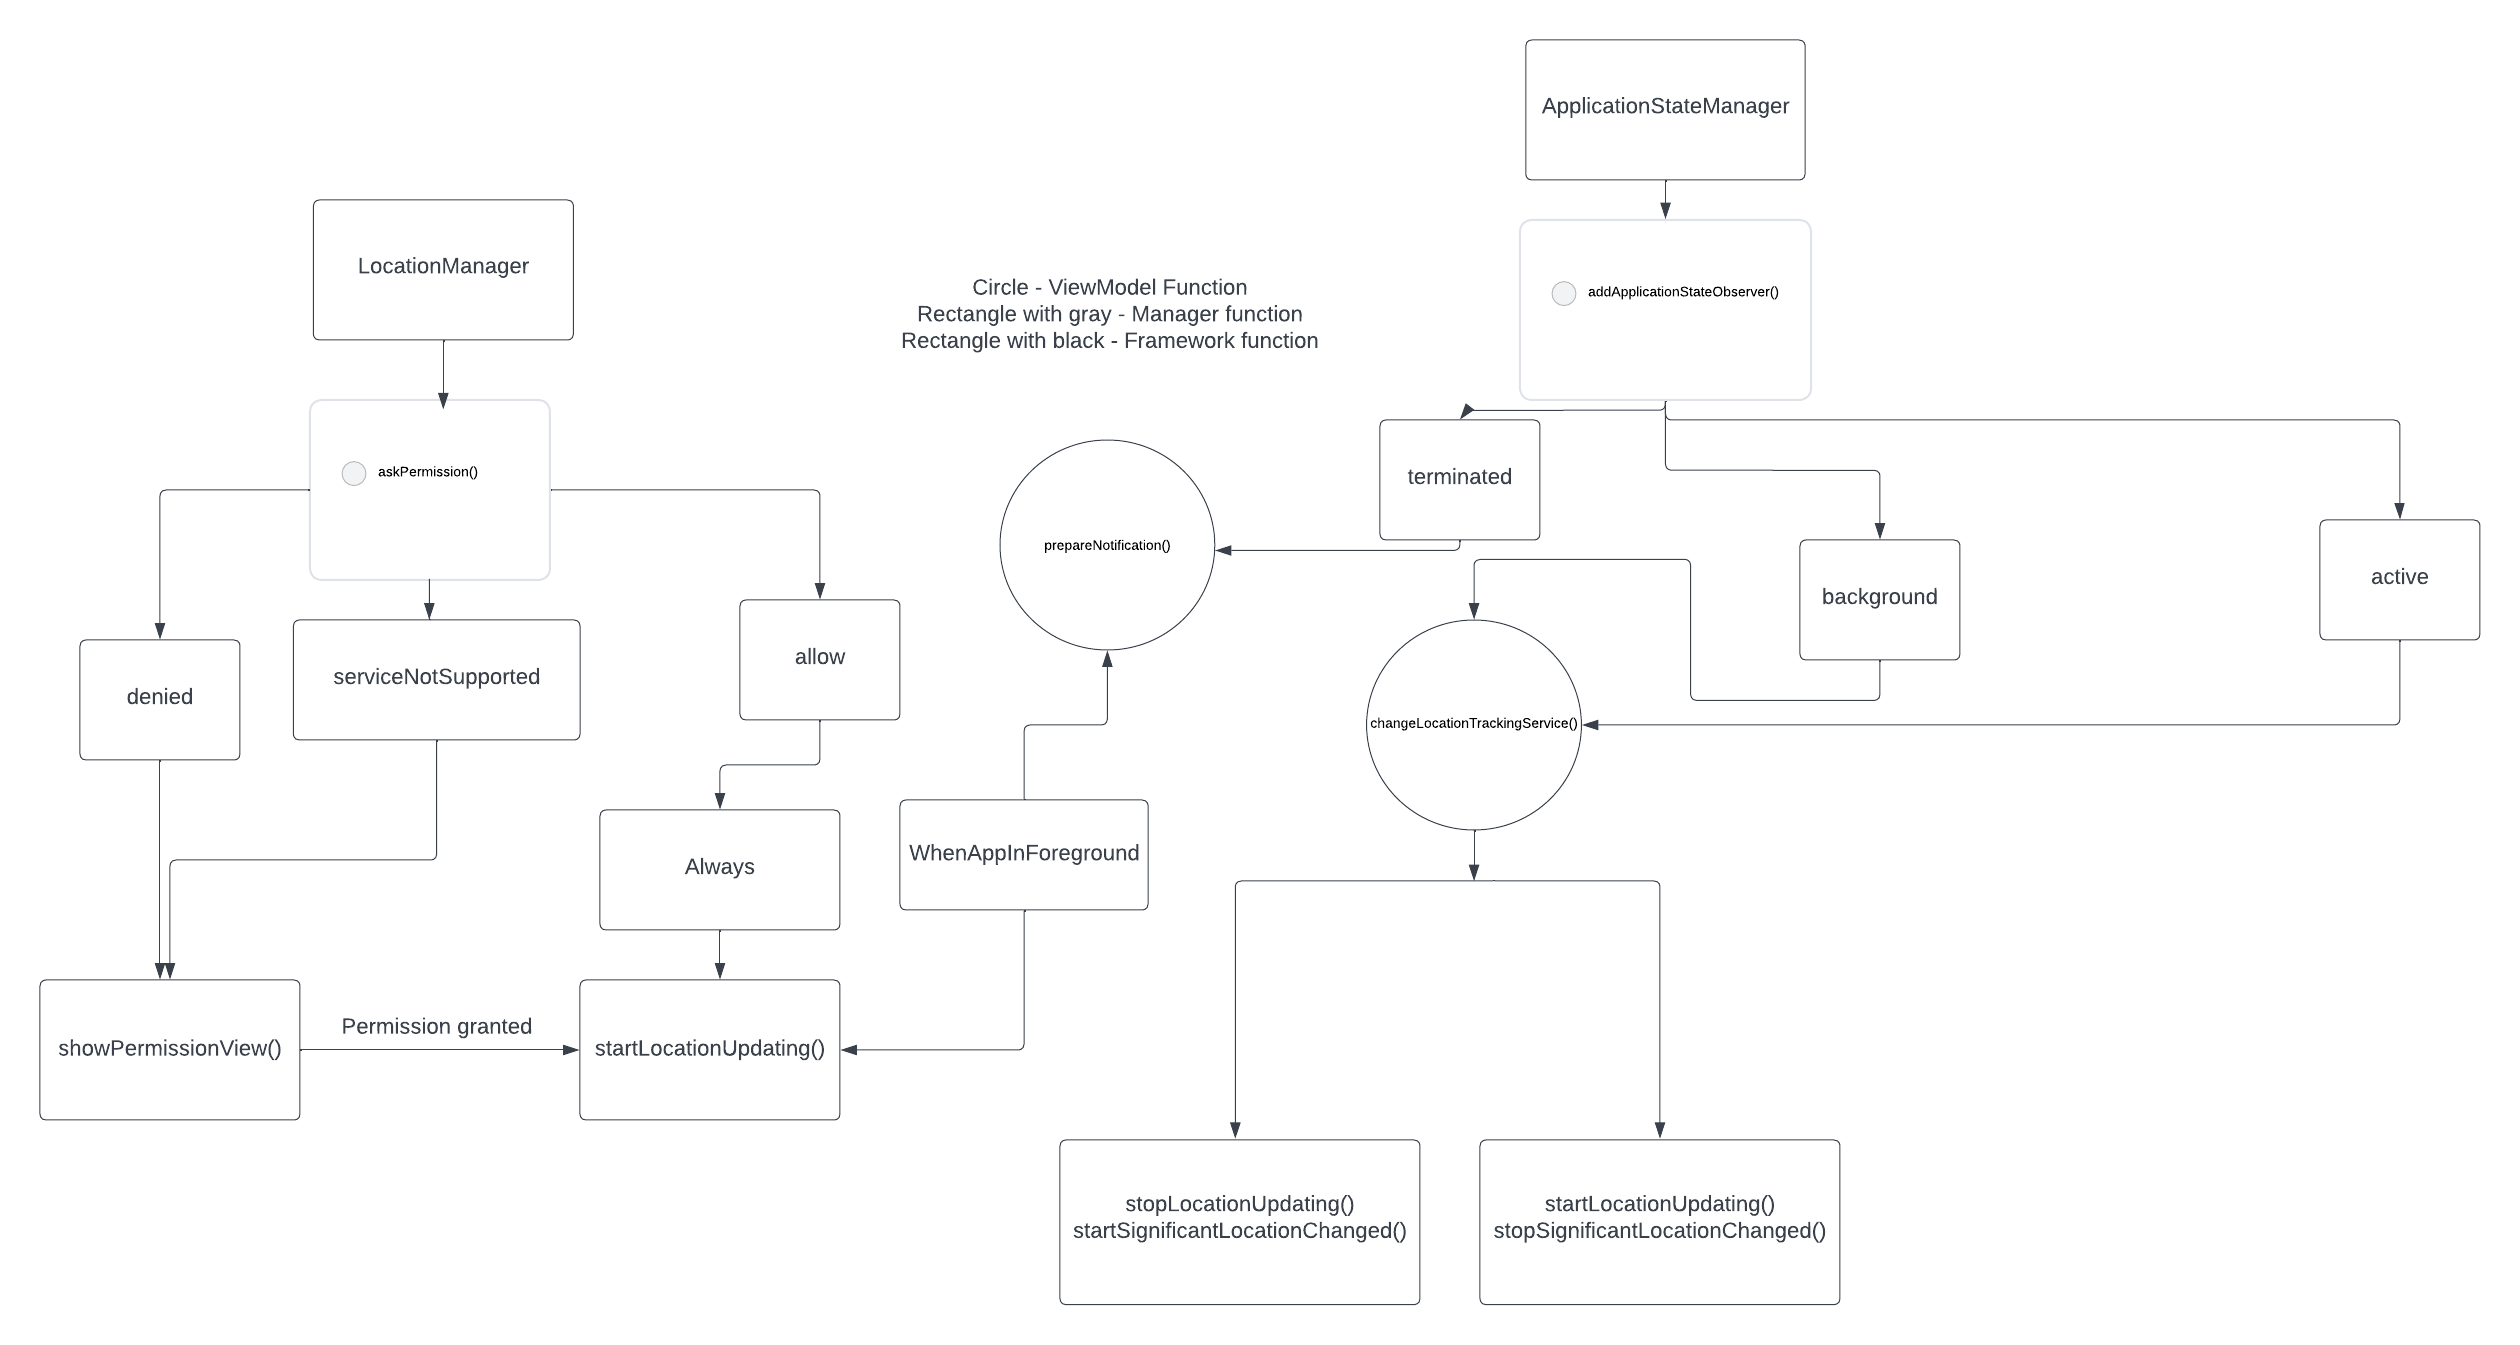 ApplicationStateManager
LocationManager
Circle - ViewModel Function
Rectangle with gray - Manager function
Rectangle with black - Framework function
addApplicationStateObserver()
askPermission()
terminated
prepareNotification()
active
background
allow
serviceNotSupported
denied
changeLocationTrackingService()
WhenAppInForeground
Always
Permission granted
showPermissionView()
startLocationUpdating()
stopLocationUpdating()
startSignificantLocationChanged()
startLocationUpdating()
stopSignificantLocationChanged()